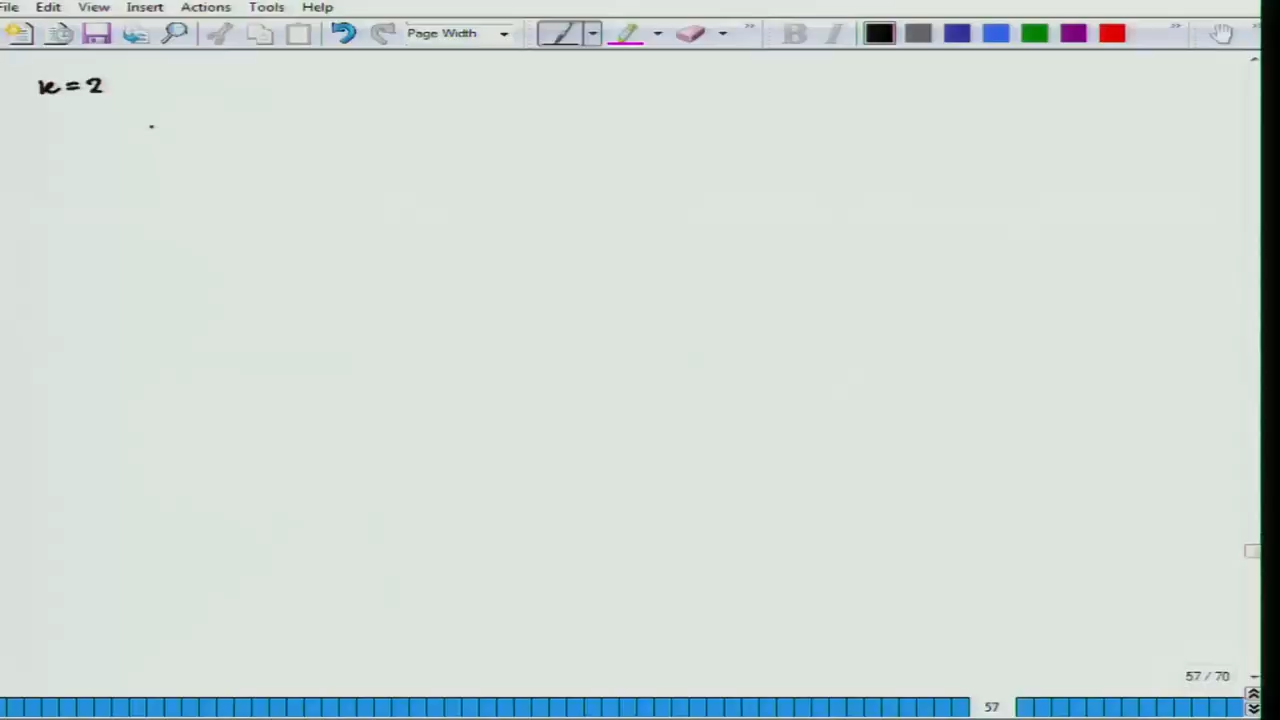 File Edit View Insert Actions Tools Help
Page Width B I
k = 2
57 / 70
57